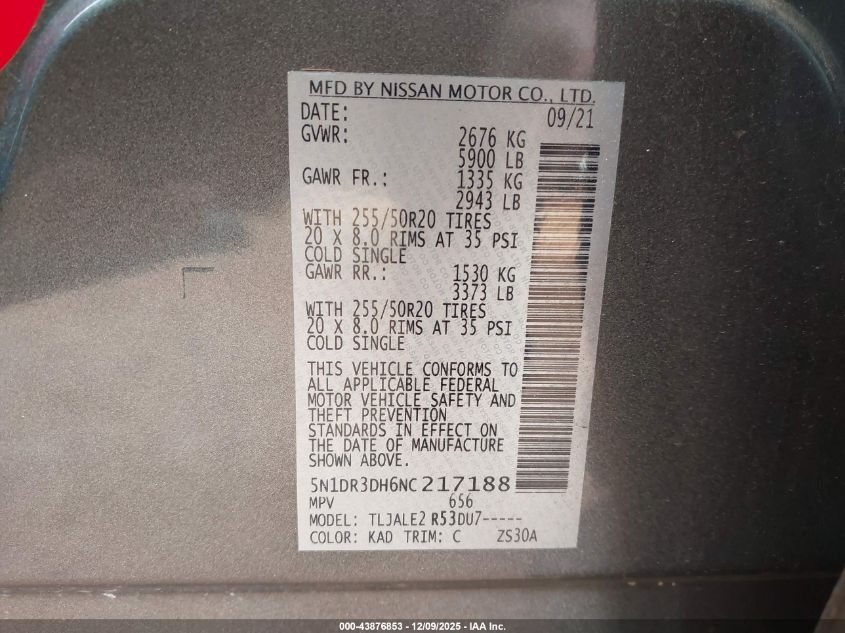 MFD BY NISSAN MOTOR CO., LTD.
DATE: 09/21
GVWR: 2676 KG
5900 LB
GAWR FR.: 1335 KG
2943 LB
WITH 255/50R20 TIRES
20 X 8.0 RIMS AT 35 PSI
COLD SINGLE
GAWR RR.: 1530 KG
3373 LB
WITH 255/50R20 TIRES
20 X 8.0 RIMS AT 35 PSI
COLD SINGLE
THIS VEHICLE CONFORMS TO
ALL APPLICABLE FEDERAL
MOTOR VEHICLE SAFETY AND
THEFT PREVENTION
STANDARDS IN EFFECT ON
THE DATE OF MANUFACTURE
SHOWN ABOVE.
5N1DR3DH6NC217188
MPV 656
MODEL: TLJALE2 R53DU7-----
COLOR: KAD TRIM: C ZS30A
000-43876853 - 12/09/2025 - IAA Inc.